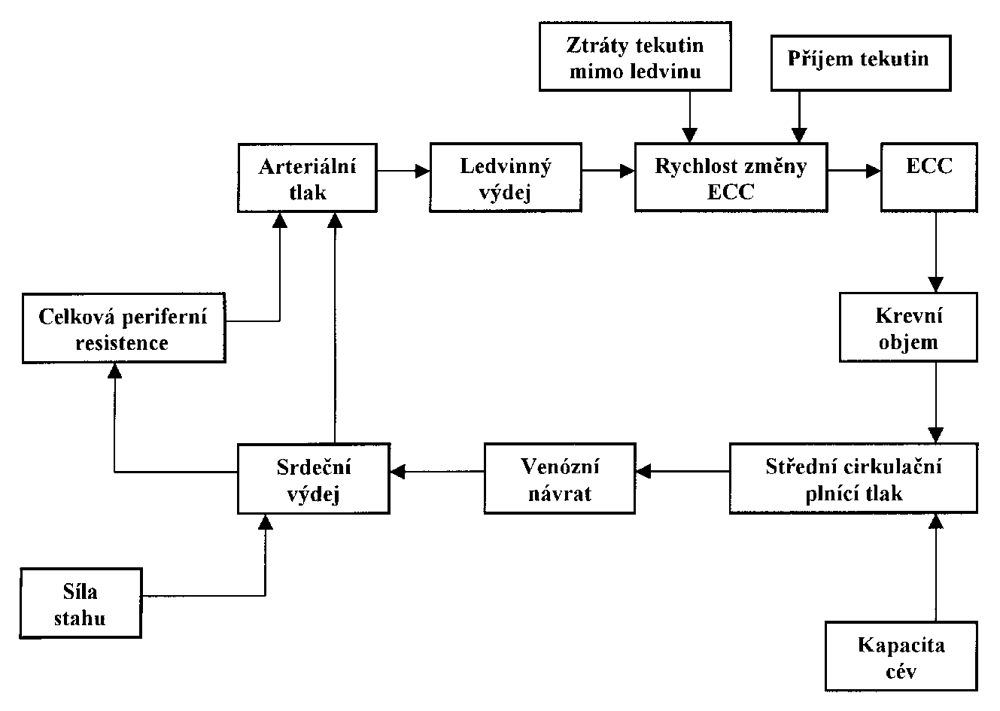 Ztráty tekutin
mimo ledvinu
Příjem tekutin
Arteriální
tlak
Ledvinný
výdej
Rychlost změny
ECC
ECC
Celková periferní
resistence
Krevní
objem
Srdeční
výdej
Venózní
návrat
Střední cirkulační
plnící tlak
Síla
stahu
Kapacita
cév